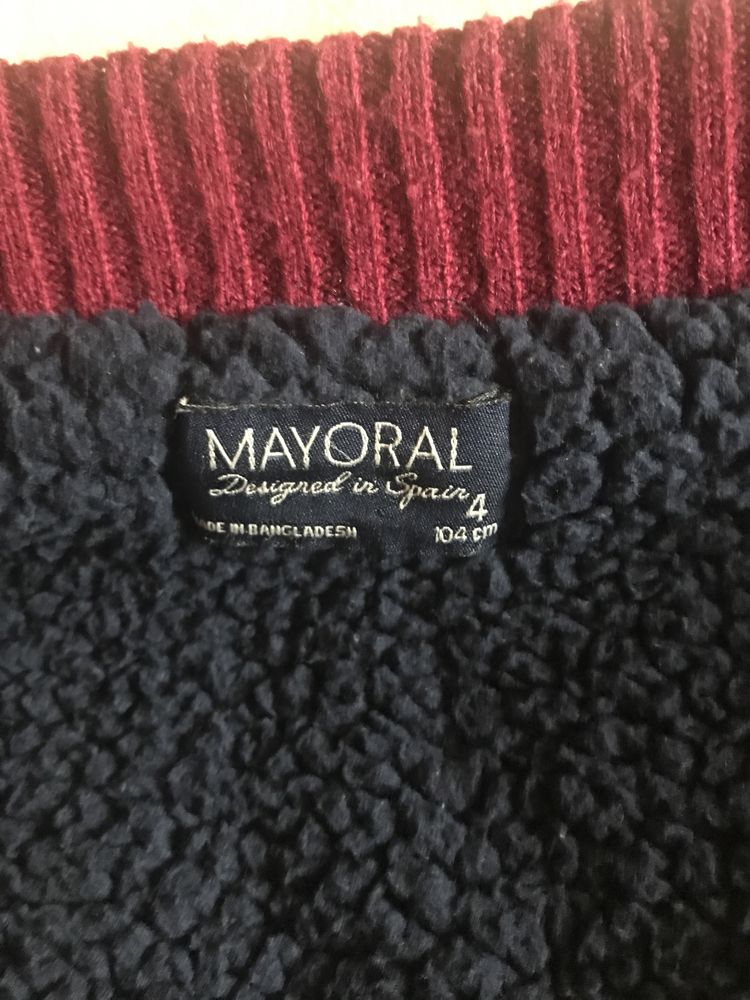 MAYORAL
Designed in Spain
4
MADE IN BANGLADESH
104 cm